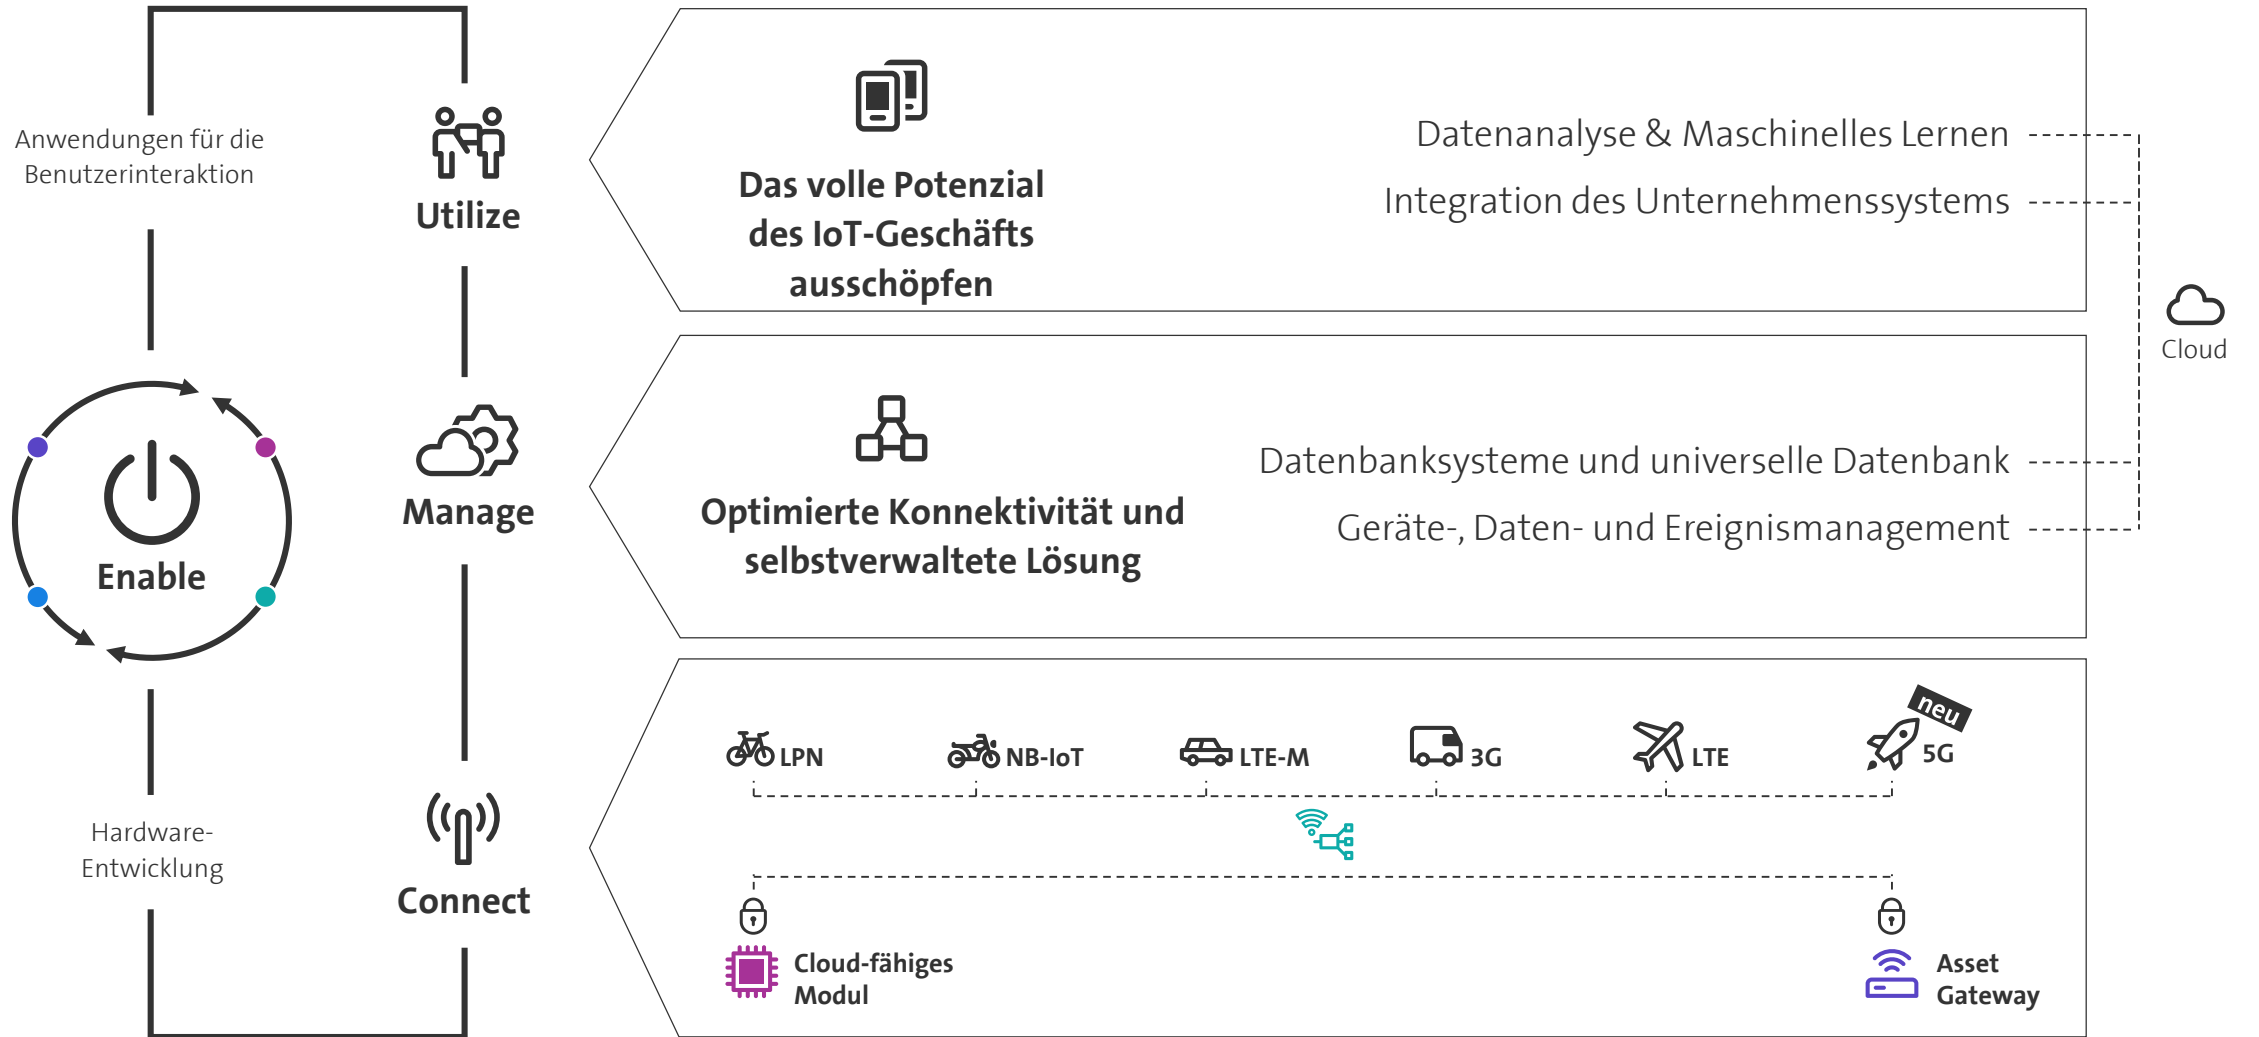 Anwendungen für die
Benutzerinteraktion
Utilize
Das volle Potenzial
des IoT-Geschäfts
ausschöpfen
Datenanalyse & Maschinelles Lernen
Integration des Unternehmenssystems
Cloud
Enable
Manage
Optimierte Konnektivität und
selbstverwaltete Lösung
Datenbanksysteme und universelle Datenbank
Geräte-, Daten- und Ereignismanagement
Hardware-
Entwicklung
Connect
LPN
NB-IoT
LTE-M
3G
LTE
neu
5G
Cloud-fähiges
Modul
Asset
Gateway